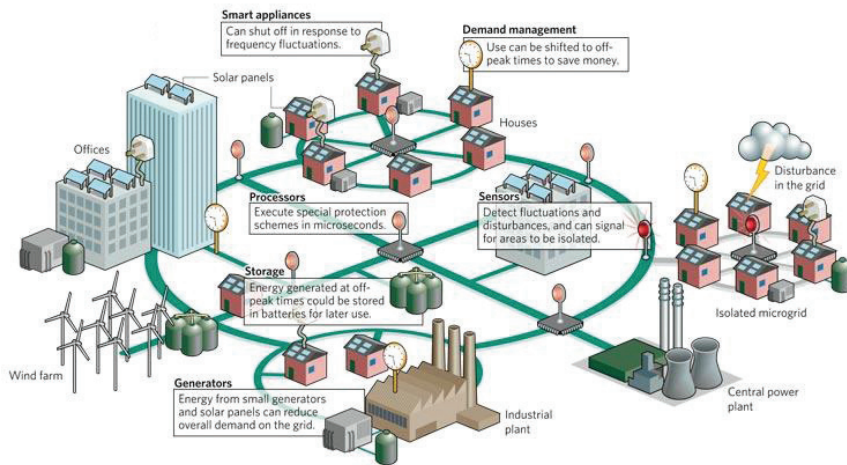 Smart appliances
Can shut off in response to
frequency fluctuations.
Demand management
Use can be shifted to off-
peak times to save money.
Solar panels
Houses
Offices
Disturbance
in the grid
Processors
Execute special protection
schemes in microseconds.
Sensors
Detect fluctuations and
disturbances, and can signal
for areas to be isolated.
Storage
Energy generated at off-
peak times could be stored
in batteries for later use.
Isolated microgrid
Wind farm
Generators
Energy from small generators
and solar panels can reduce
overall demand on the grid.
Industrial
plant
Central power
plant